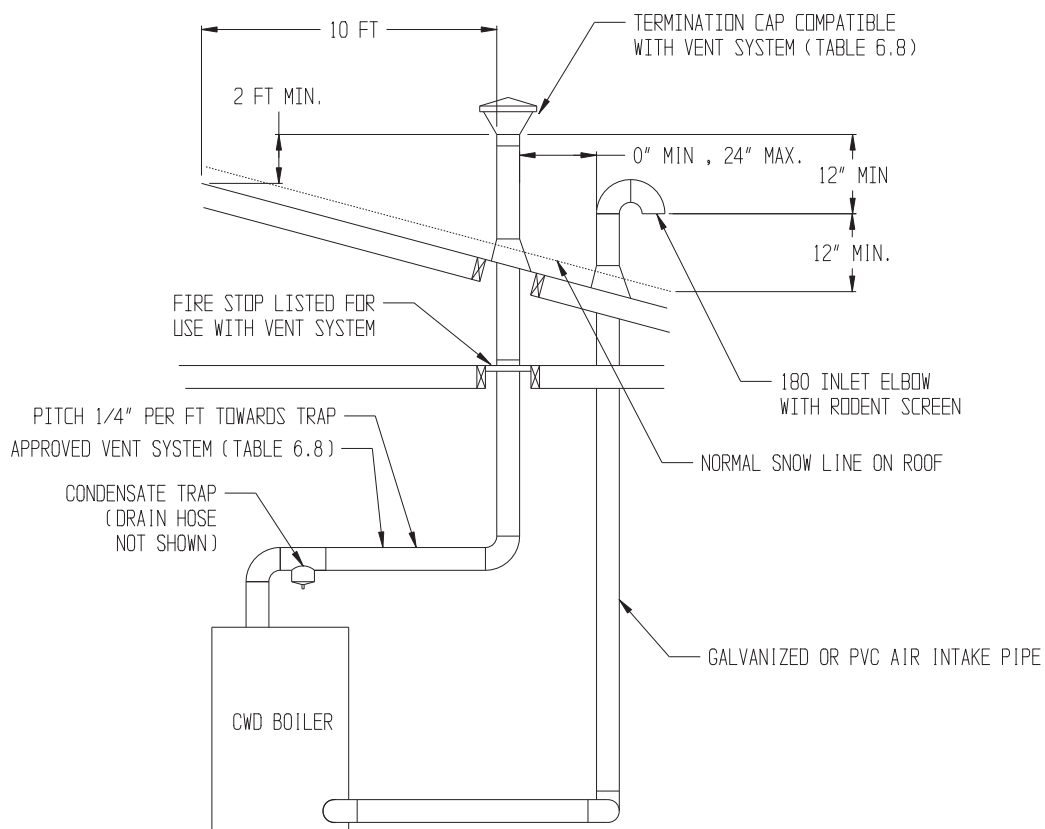 10 FT
TERMINATION CAP COMPATIBLE
WITH VENT SYSTEM (TABLE 6.8)
2 FT MIN.
0" MIN , 24" MAX.
12" MIN
12" MIN.
FIRE STOP LISTED FOR
USE WITH VENT SYSTEM
180 INLET ELBOW
WITH RODENT SCREEN
PITCH 1/4" PER FT TOWARDS TRAP
APPROVED VENT SYSTEM (TABLE 6.8)
NORMAL SNOW LINE ON ROOF
CONDENSATE TRAP
(DRAIN HOSE
NOT SHOWN)
GALVANIZED OR PVC AIR INTAKE PIPE
CWD BOILER